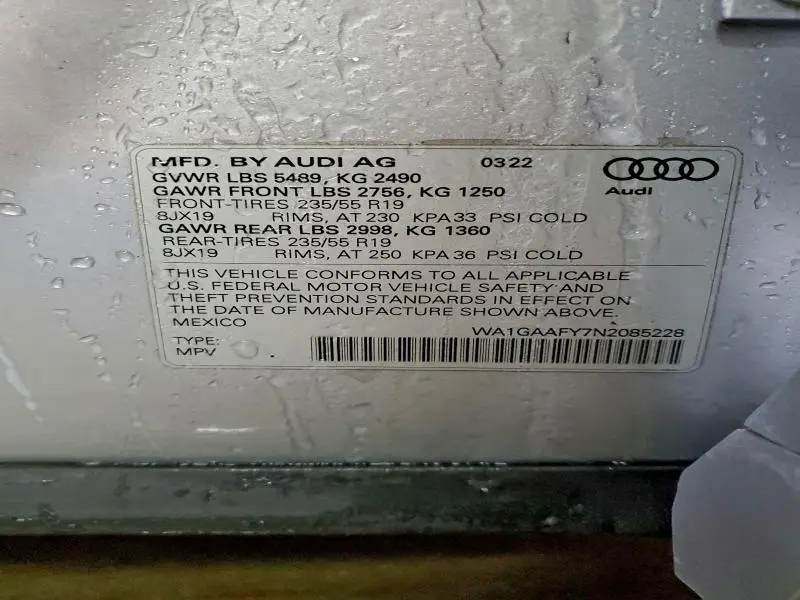 MFD. BY AUDI AG 0322
GVWR LBS 5489, KG 2490
GAWR FRONT LBS 2756, KG 1250
FRONT-TIRES 235/55 R19
8JX19 RIMS, AT 230 KPA 33 PSI COLD
GAWR REAR LBS 2998, KG 1360
REAR-TIRES 235/55 R19
8JX19 RIMS, AT 250 KPA 36 PSI COLD
Audi
THIS VEHICLE CONFORMS TO ALL APPLICABLE
U.S. FEDERAL MOTOR VEHICLE SAFETY AND
THEFT PREVENTION STANDARDS IN EFFECT ON
THE DATE OF MANUFACTURE SHOWN ABOVE.
MEXICO
WA1GAAFY7N2085228
TYPE:
MPV